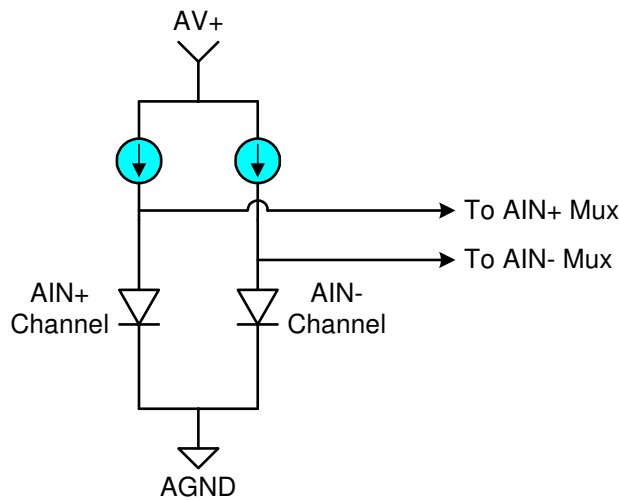 AV+
To AIN+ Mux
To AIN- Mux
AIN+
Channel
AIN-
Channel
AGND